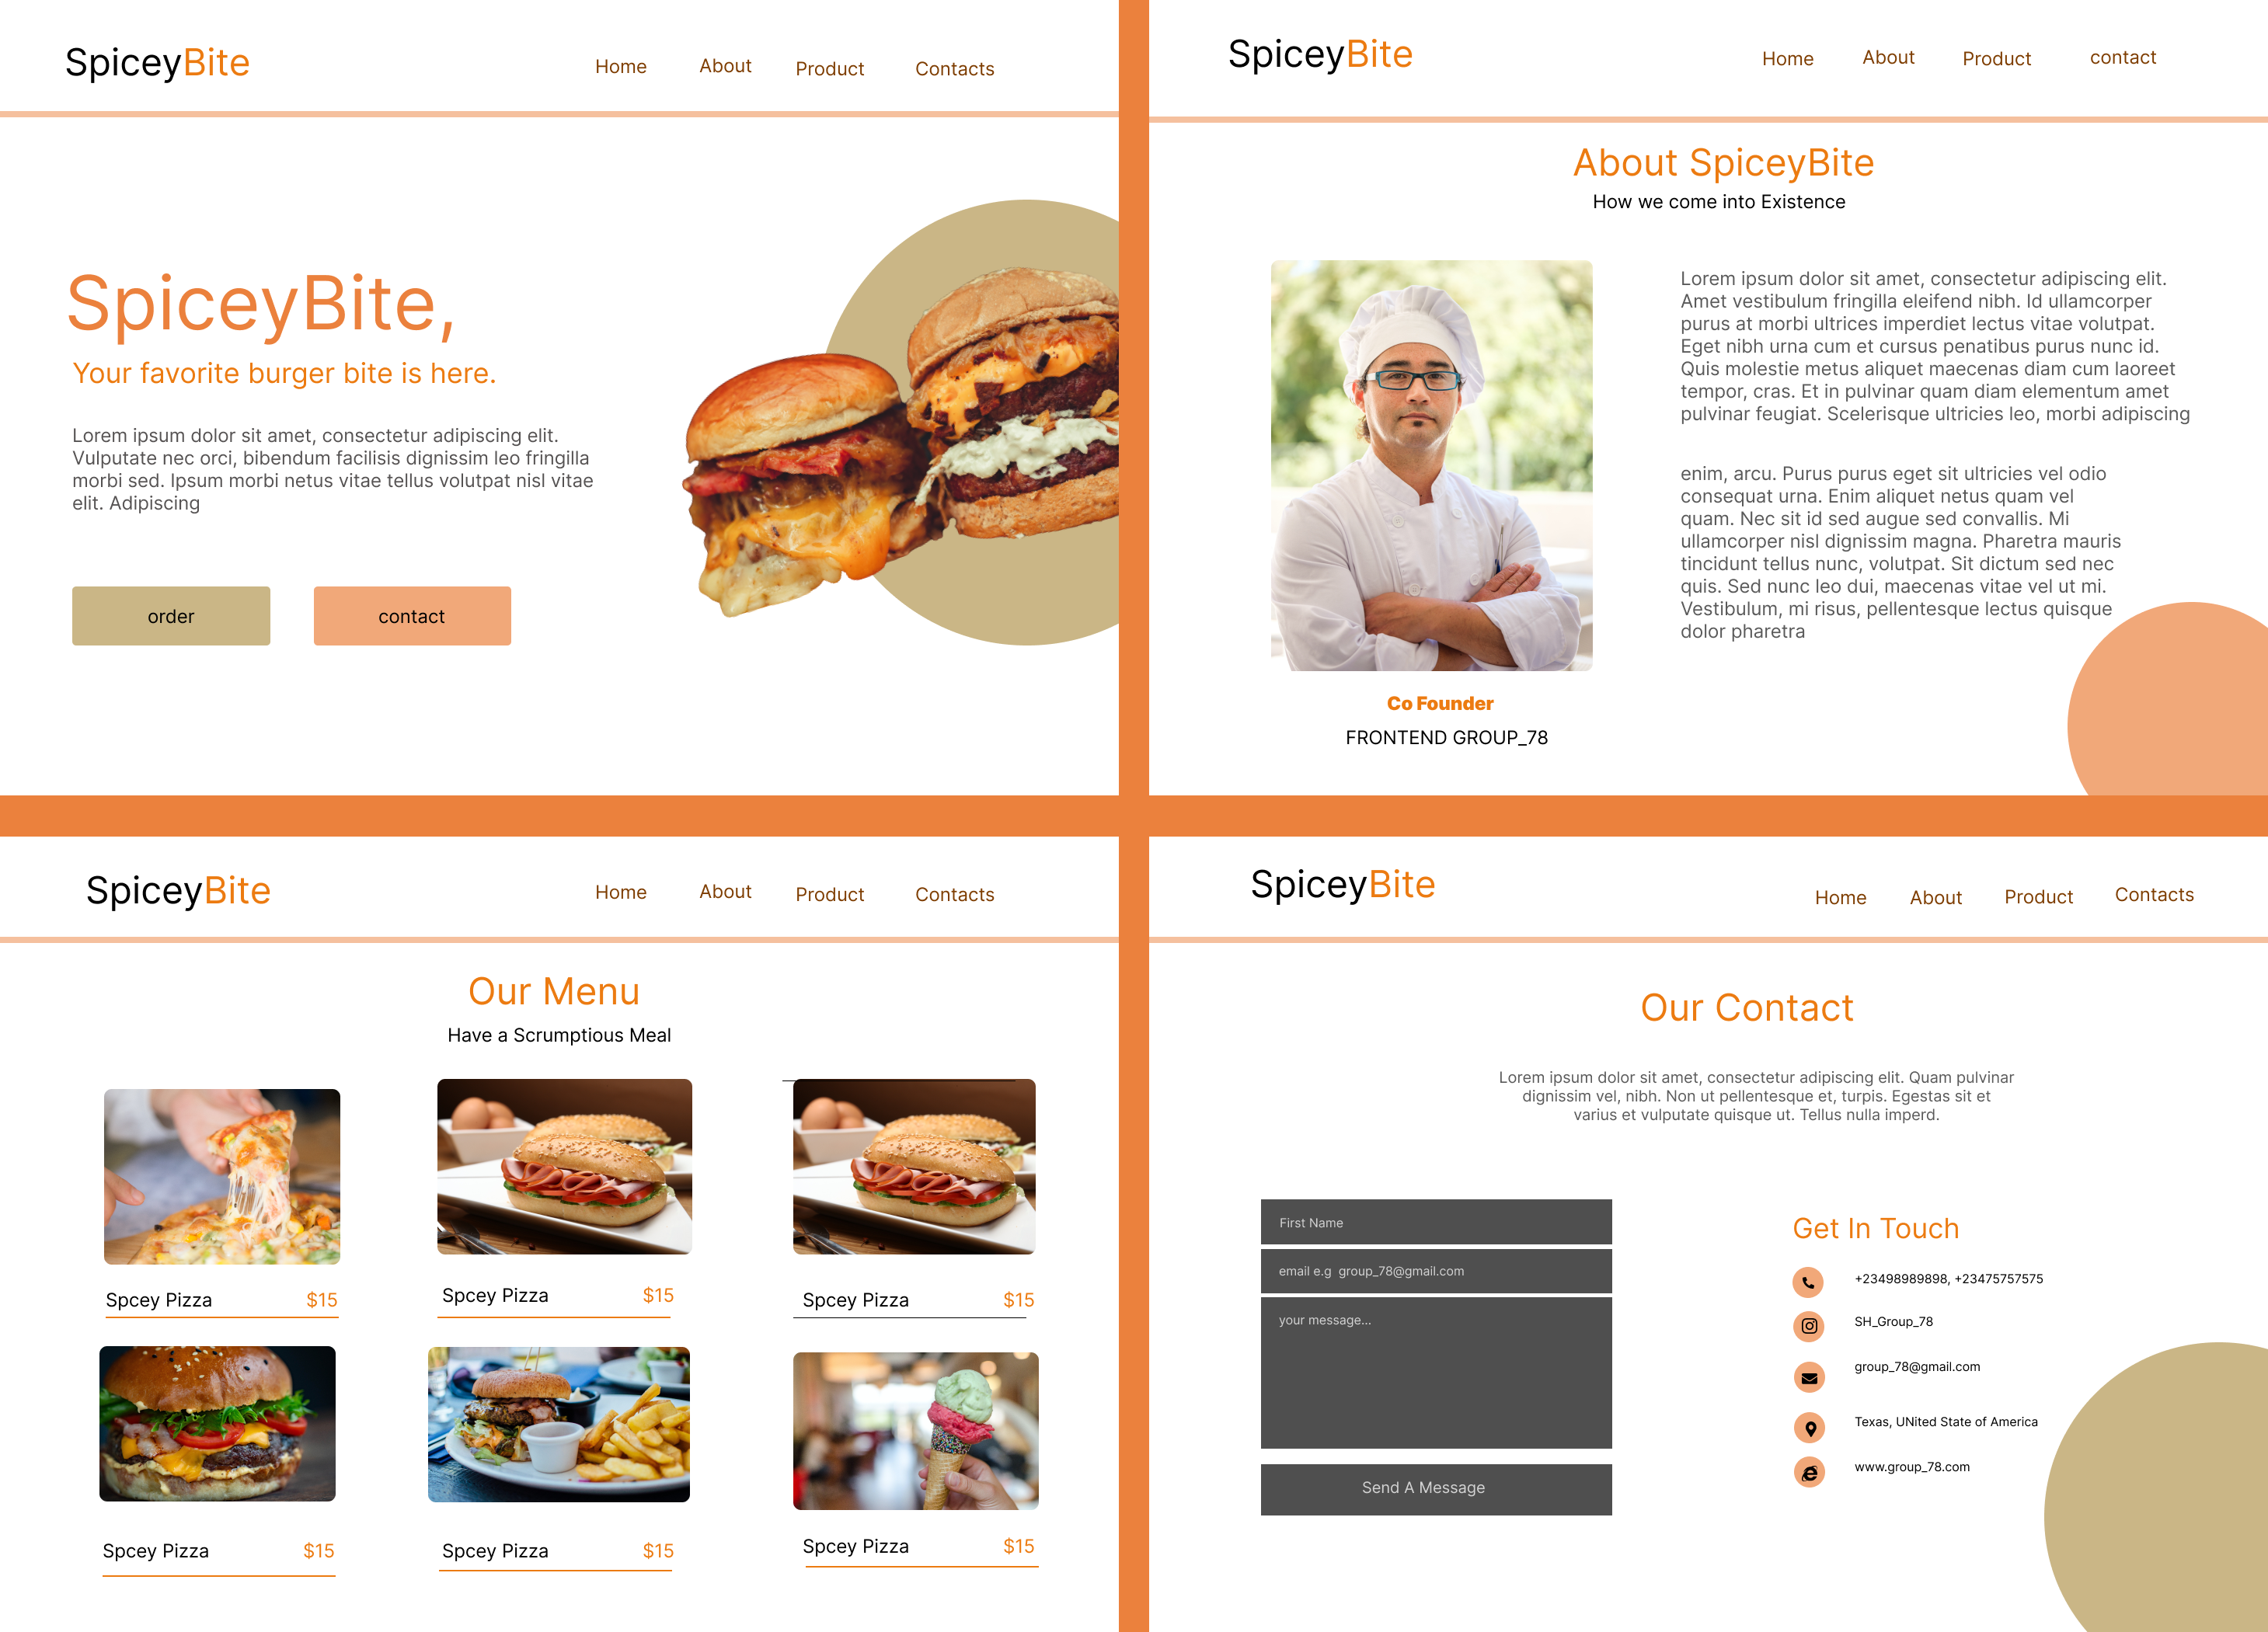 SpiceyBite
Home About Product Contacts
SpiceyBite,
Your favorite burger bite is here.
Lorem ipsum dolor sit amet, consectetur adipiscing elit.
Vulputate nec orci, bibendum facilisis dignissim leo fringilla
morbi sed. Ipsum morbi netus vitae tellus volutpat nisl vitae
elit. Adipiscing
order contact
SpiceyBite
Home About Product contact
About SpiceyBite
How we come into Existence
Lorem ipsum dolor sit amet, consectetur adipiscing elit.
Amet vestibulum fringilla eleifend nibh. Id ullamcorper
purus at morbi ultrices imperdiet lectus vitae volutpat.
Eget nibh urna cum et cursus penatibus purus nunc id.
Quis molestie metus aliquet maecenas diam cum laoreet
tempor, cras. Et in pulvinar quam diam elementum amet
pulvinar feugiat. Scelerisque ultricies leo, morbi adipiscing
enim, arcu. Purus purus eget sit ultricies vel odio
consequat urna. Enim aliquet netus quam vel
quam. Nec sit id sed augue sed convallis. Mi
ullamcorper nisl dignissim magna. Pharetra mauris
tincidunt tellus nunc, volutpat. Sit dictum sed nec
quis. Sed nunc leo dui, maecenas vitae vel ut mi.
Vestibulum, mi risus, pellentesque lectus quisque
dolor pharetra
Co Founder
FRONTEND GROUP_78
SpiceyBite
Home About Product Contacts
Our Menu
Have a Scrumptious Meal
Spcey Pizza $15
Spcey Pizza $15
Spcey Pizza $15
Spcey Pizza $15
Spcey Pizza $15
Spcey Pizza $15
SpiceyBite
Home About Product Contacts
Our Contact
Lorem ipsum dolor sit amet, consectetur adipiscing elit. Quam pulvinar
dignissim vel, nibh. Non ut pellentesque et, turpis. Egestas sit et
varius et vulputate quisque ut. Tellus nulla imperd.
First Name
email e.g group_78@gmail.com
your message...
Send A Message
Get In Touch
+23498989898, +23475757575
SH_Group_78
group_78@gmail.com
Texas, UNited State of America
www.group_78.com